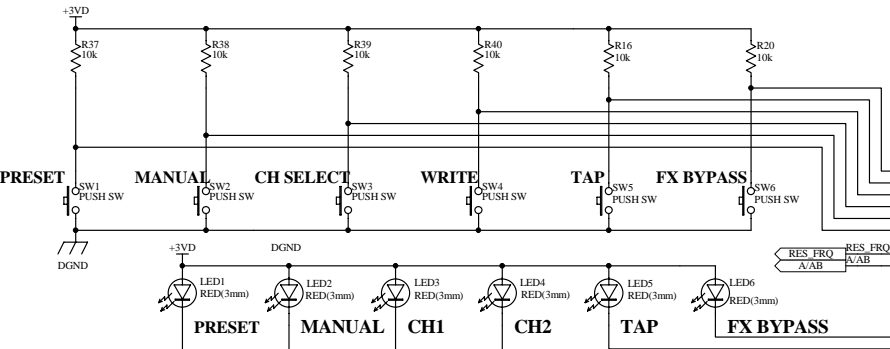 +3VD
R37
10k
R38
10k
R39
10k
R40
10k
R16
10k
R20
10k
PRESET
SW1
PUSH SW
MANUAL
SW2
PUSH SW
CH SELECT
SW3
PUSH SW
WRITE
SW4
PUSH SW
TAP
SW5
PUSH SW
FX BYPASS
SW6
PUSH SW
DGND
+3VD
DGND
RES_FRQ
RES_FRQ
A/AB
A/AB
LED1
RED(3mm)
LED2
RED(3mm)
LED3
RED(3mm)
LED4
RED(3mm)
LED5
RED(3mm)
LED6
RED(3mm)
PRESET
MANUAL
CH1
CH2
TAP
FX BYPASS